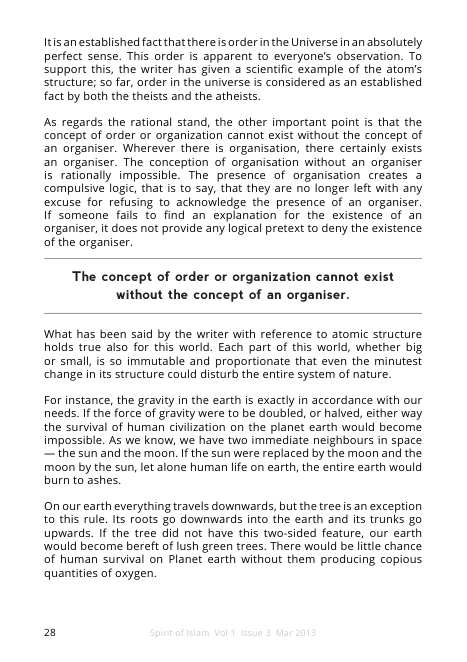 It is an established fact that there is order in the Universe in an absolutely
perfect sense. This order is apparent to everyone's observation. To
support this, the writer has given a scientific example of the atom's
structure; so far, order in the universe is considered as an established
fact by both the theists and the atheists.
As regards the rational stand, the other important point is that the
concept of order or organization cannot exist without the concept of
an organiser. Wherever there is organisation, there certainly exists
an organiser. The conception of organisation without an organiser
is rationally impossible. The presence of organisation creates a
compulsive logic, that is to say, that they are no longer left with any
excuse for refusing to acknowledge the presence of an organiser.
If someone fails to find an explanation for the existence of an
organiser, it does not provide any logical pretext to deny the existence
of the organiser.
The concept of order or organization cannot exist
without the concept of an organiser.
What has been said by the writer with reference to atomic structure
holds true also for this world. Each part of this world, whether big
or small, is so immutable and proportionate that even the minutest
change in its structure could disturb the entire system of nature.
For instance, the gravity in the earth is exactly in accordance with our
needs. If the force of gravity were to be doubled, or halved, either way
the survival of human civilization on the planet earth would become
impossible. As we know, we have two immediate neighbours in space
— the sun and the moon. If the sun were replaced by the moon and the
moon by the sun, let alone human life on earth, the entire earth would
burn to ashes.
On our earth everything travels downwards, but the tree is an exception
to this rule. Its roots go downwards into the earth and its trunks go
upwards. If the tree did not have this two-sided feature, our earth
would become bereft of lush green trees. There would be little chance
of human survival on Planet earth without them producing copious
quantities of oxygen.
28 Spirit of Islam Vol 1 Issue 3 Mar 2013